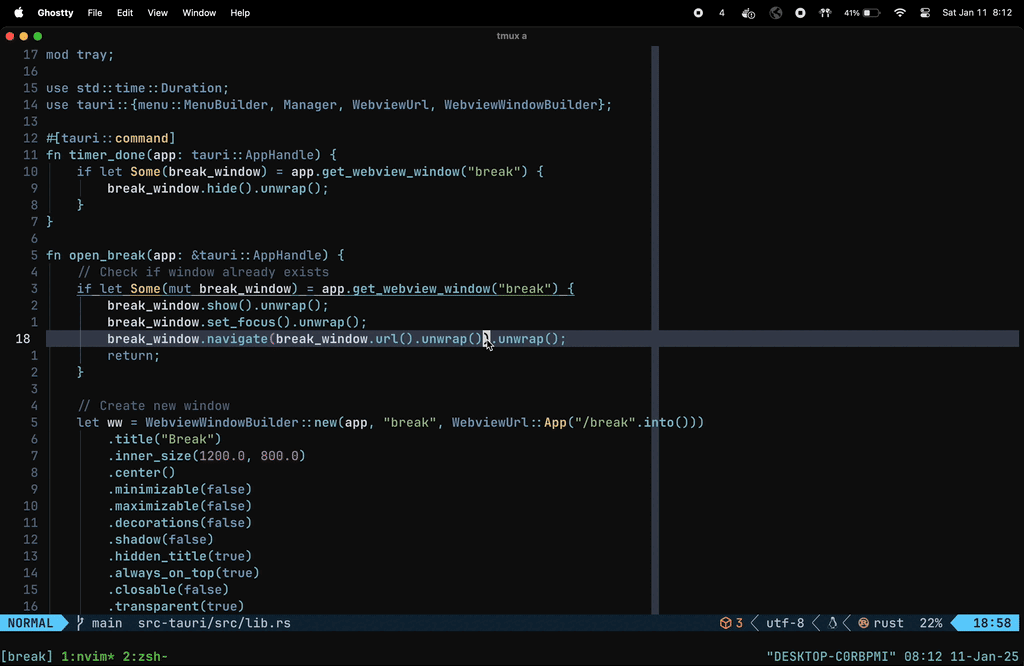 Ghostty File Edit View Window Help 4 41% Sat Jan 11 8:12
tmux a
17 mod tray;
16
15 use std::time::Duration;
14 use tauri::{menu::MenuBuilder, Manager, WebviewUrl, WebviewWindowBuilder};
13
12 #[tauri::command]
11 fn timer_done(app: tauri::AppHandle) {
10     if let Some(break_window) = app.get_webview_window("break") {
9         break_window.hide().unwrap();
8     }
7 }
6
5 fn open_break(app: &tauri::AppHandle) {
4     // Check if window already exists
3     if let Some(mut break_window) = app.get_webview_window("break") {
2         break_window.show().unwrap();
1         break_window.set_focus().unwrap();
18         break_window.navigate(break_window.url().unwrap()).unwrap();
1         return;
2     }
3
4     // Create new window
5     let ww = WebviewWindowBuilder::new(app, "break", WebviewUrl::App("/break".into()))
6         .title("Break")
7         .inner_size(1200.0, 800.0)
8         .center()
9         .minimizable(false)
10         .maximizable(false)
11         .decorations(false)
12         .shadow(false)
13         .hidden_title(true)
14         .always_on_top(true)
15         .closable(false)
16         .transparent(true)
NORMAL main src-tauri/src/lib.rs 3 utf-8 rust 22% 18:58
[break] 1:nvim* 2:zsh- "DESKTOP-C0RBPMI" 08:12 11-Jan-25